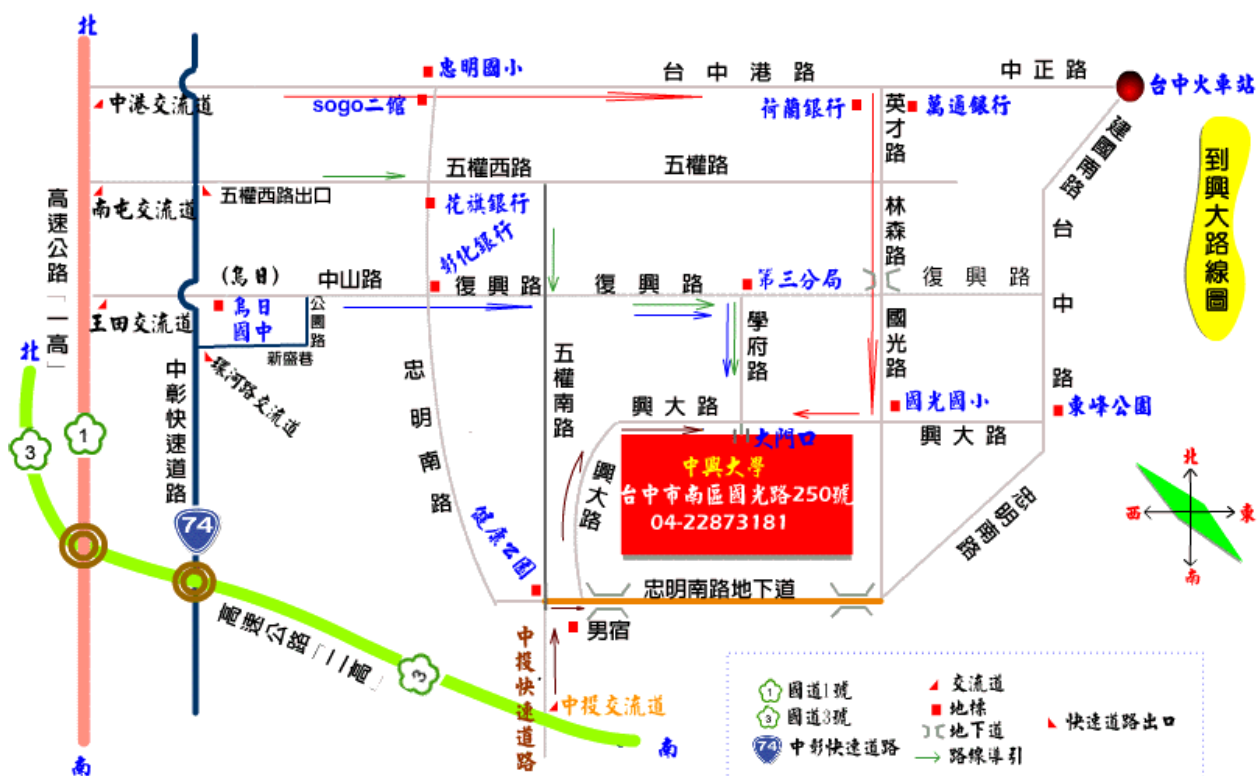 北
忠明國小
台中港路
中正路
台中火車站
中港交流道
sogo二館
荷蘭銀行
英才路
萬通銀行
建國南路
到興大路線圖
五權西路
五權路
南屯交流道
五權西路出口
花旗銀行
林森路
高速公路「一高」
彰化銀行
(烏日)
中山路
復興路
復興路
第三分局
復興路
台中路
王田交流道
烏日
國中
公園路
新盛巷
學府路
國光路
北
中彰快速道路
環河路交流道
忠明南路
五權南路
興大路
國光國小
東峰公園
大門口
興大路
1
3
中興大學
台中市南區國光路250號
04-22873181
興大路
忠明南路
北
西
東
南
74
健康公園
忠明南路地下道
高速公路「二高」
3
男宿
中投快速道路
中投交流道
南
南
1 國道1號
3 國道3號
74 中彰快速道路
交流道
地標
地下道
路線導引
快速道路出口